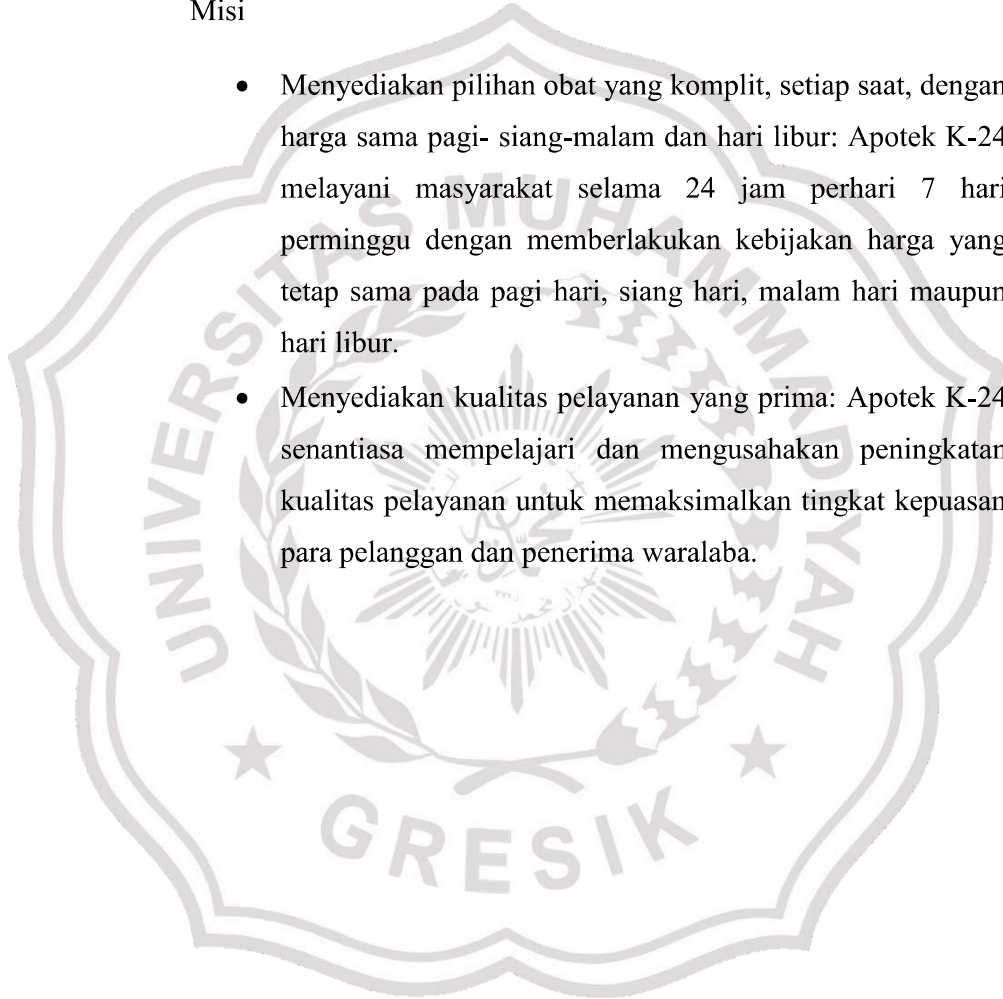 Misi
• Menyediakan pilihan obat yang komplit, setiap saat, dengan
harga sama pagi- siang-malam dan hari libur: Apotek K-24
melayani masyarakat selama 24 jam perhari 7 hari
perminggu dengan memberlakukan kebijakan harga yang
tetap sama pada pagi hari, siang hari, malam hari maupun
hari libur.
• Menyediakan kualitas pelayanan yang prima: Apotek K-24
senantiasa mempelajari dan mengusahakan peningkatan
kualitas pelayanan untuk memaksimalkan tingkat kepuasan
para pelanggan dan penerima waralaba.
UNIVERSITAS MUHAMMADIYAH
GRESIK